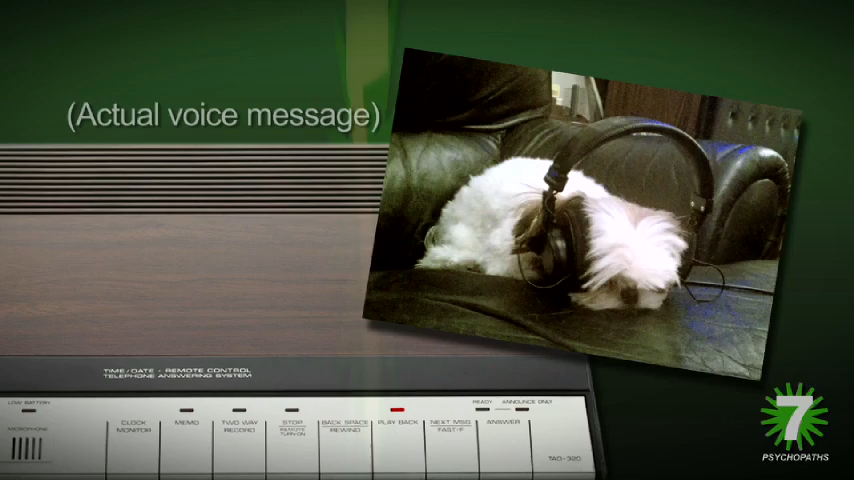 (Actual voice message)
TIME/DATE - REMOTE CONTROL
TELEPHONE ANSWERING SYSTEM
LOW BATTERY
READY
ANNOUNCE ONLY
MICROPHONE
CLOCK
MONITOR
MEMO
TWO WAY
RECORD
STOP
REMOTE
TURN-ON
BACK SPACE
REWIND
PLAY BACK
NEXT MSG
FAST-F
ANSWER
TAD-320
7
PSYCHOPATHS